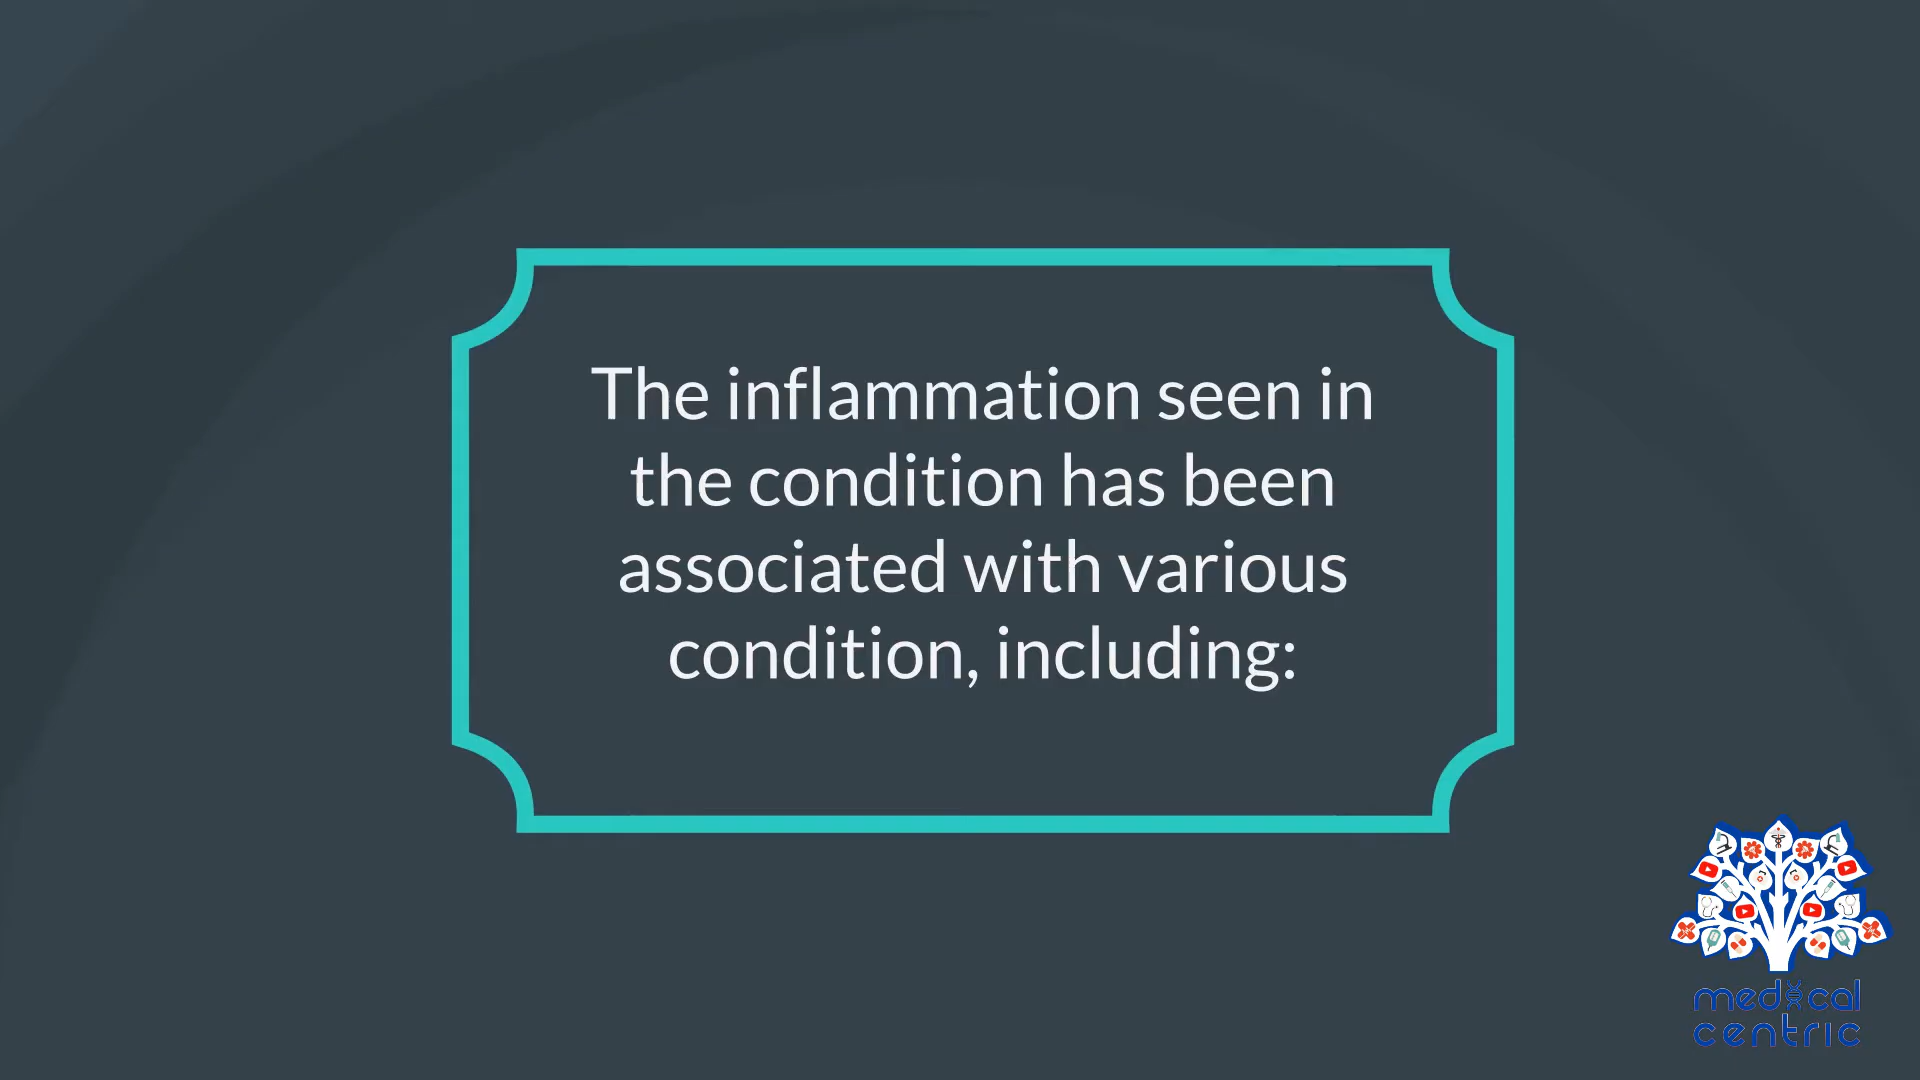 The inflammation seen in
the condition has been
associated with various
condition, including:
medical
centric